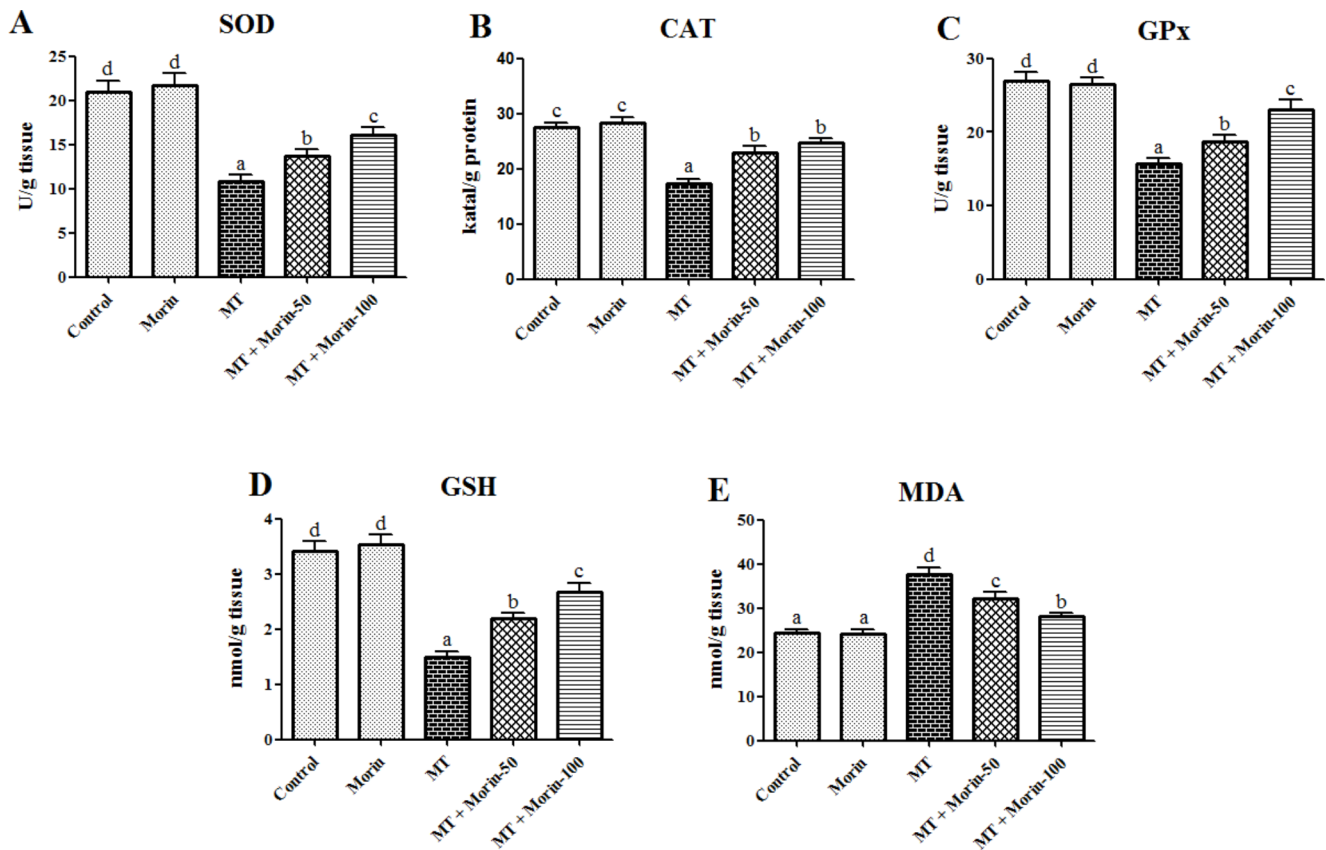 A
SOD
U/g tissue
25
20
15
10
5
0
d
d
a
b
c
Control
Morin
MT
MT + Morin-50
MT + Morin-100
B
CAT
katal/g protein
40
30
20
10
0
c
c
a
b
b
Control
Morin
MT
MT + Morin-50
MT + Morin-100
C
GPx
U/g tissue
30
20
10
0
d
d
a
b
c
Control
Morin
MT
MT + Morin-50
MT + Morin-100
D
GSH
nmol/g tissue
4
3
2
1
0
d
d
a
b
c
Control
Morin
MT
MT + Morin-50
MT + Morin-100
E
MDA
nmol/g tissue
50
40
30
20
10
0
a
a
d
c
b
Control
Morin
MT
MT + Morin-50
MT + Morin-100